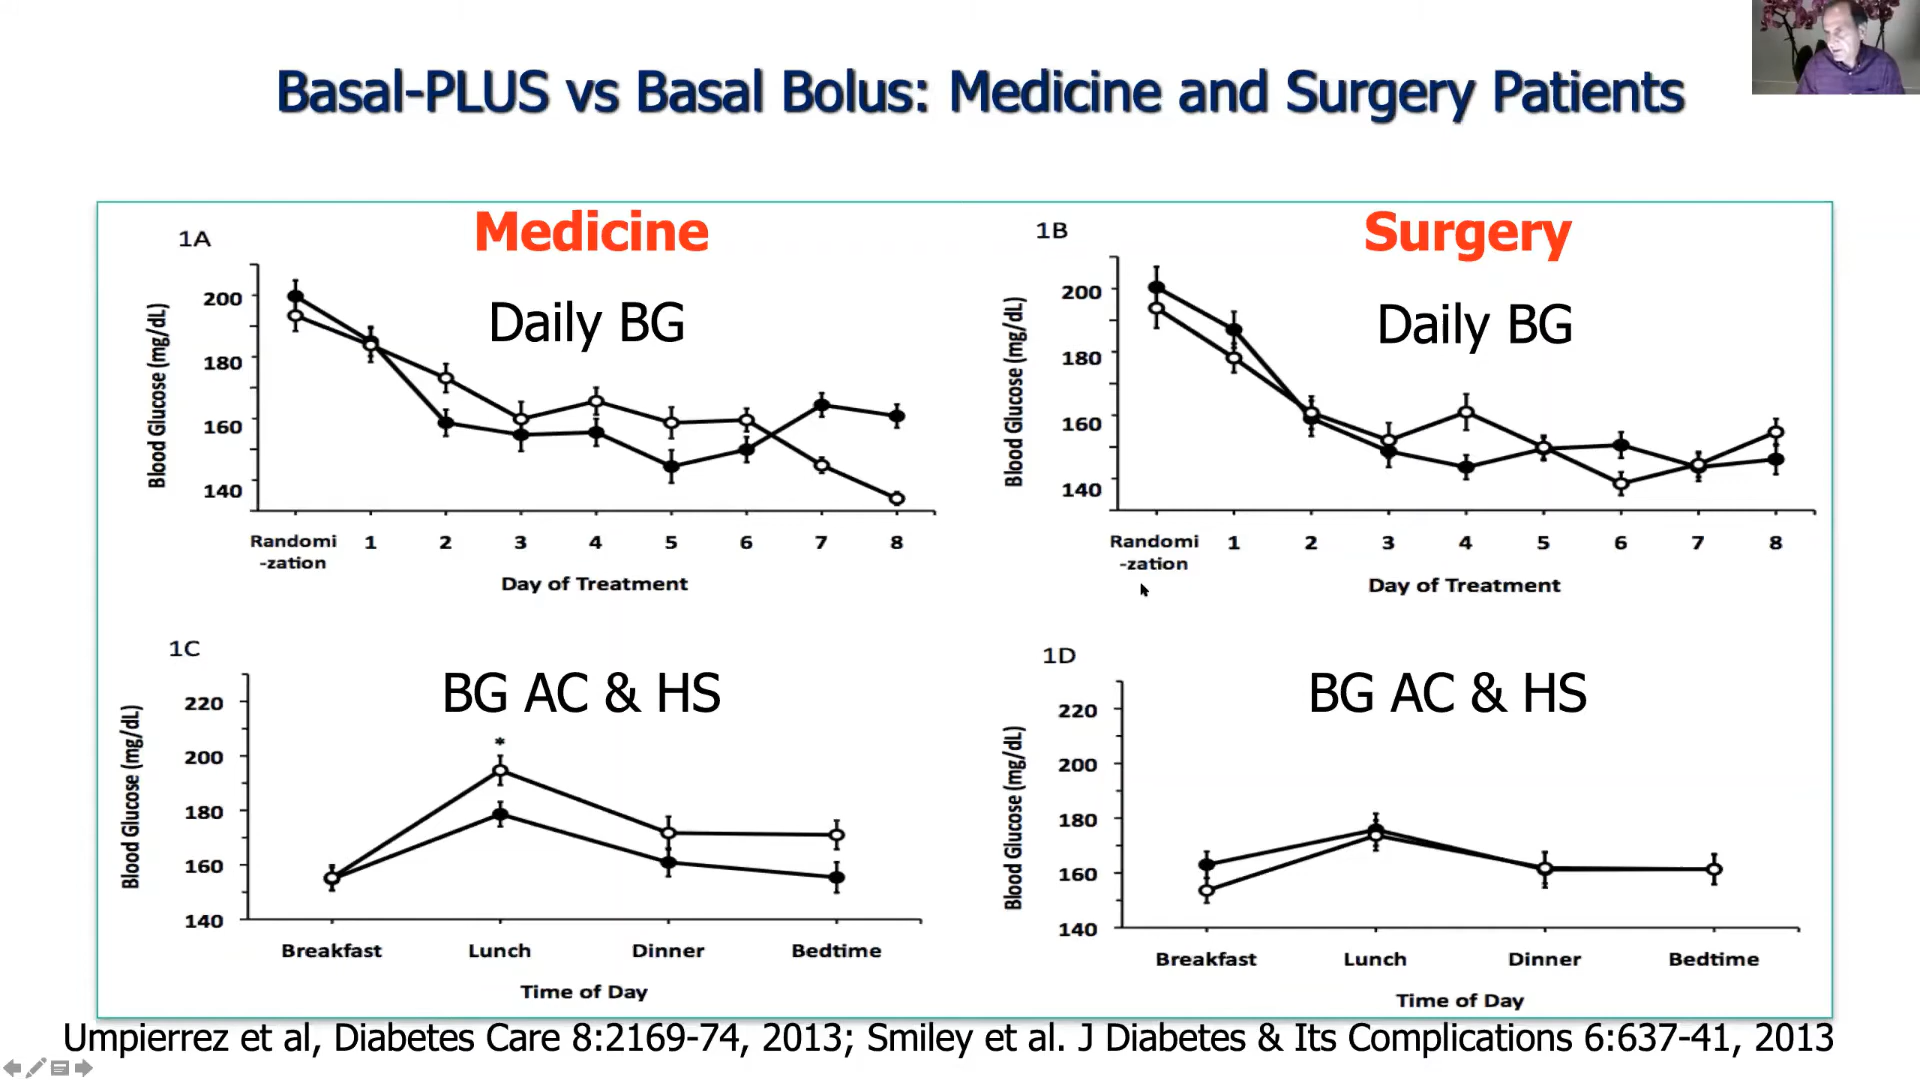 Basal-PLUS vs Basal Bolus: Medicine and Surgery Patients
1A
Medicine
Daily BG
Blood Glucose (mg/dL)
200
180
160
140
Randomi
-zation
1 2 3 4 5 6 7 8
Day of Treatment
1B
Surgery
Daily BG
Blood Glucose (mg/dL)
200
180
160
140
Randomi
-zation
1 2 3 4 5 6 7 8
Day of Treatment
1C
BG AC & HS
Blood Glucose (mg/dL)
220
200
180
160
140
*
Breakfast Lunch Dinner Bedtime
Time of Day
1D
BG AC & HS
Blood Glucose (mg/dL)
220
200
180
160
140
Breakfast Lunch Dinner Bedtime
Time of Day
Umpierrez et al, Diabetes Care 8:2169-74, 2013; Smiley et al. J Diabetes & Its Complications 6:637-41, 2013